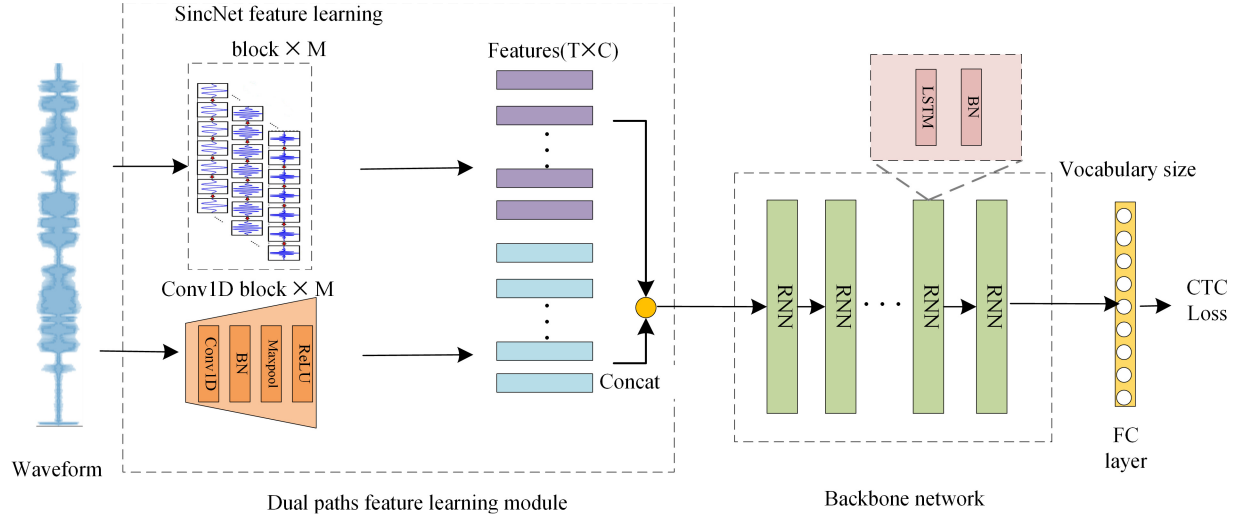 SincNet feature learning
block × M
Features(T×C)
LSTM
BN
Vocabulary size
Conv1D block × M
Conv1D
BN
Maxpool
ReLU
Concat
RNN
RNN
RNN
RNN
CTC
Loss
FC
layer
Waveform
Dual paths feature learning module
Backbone network